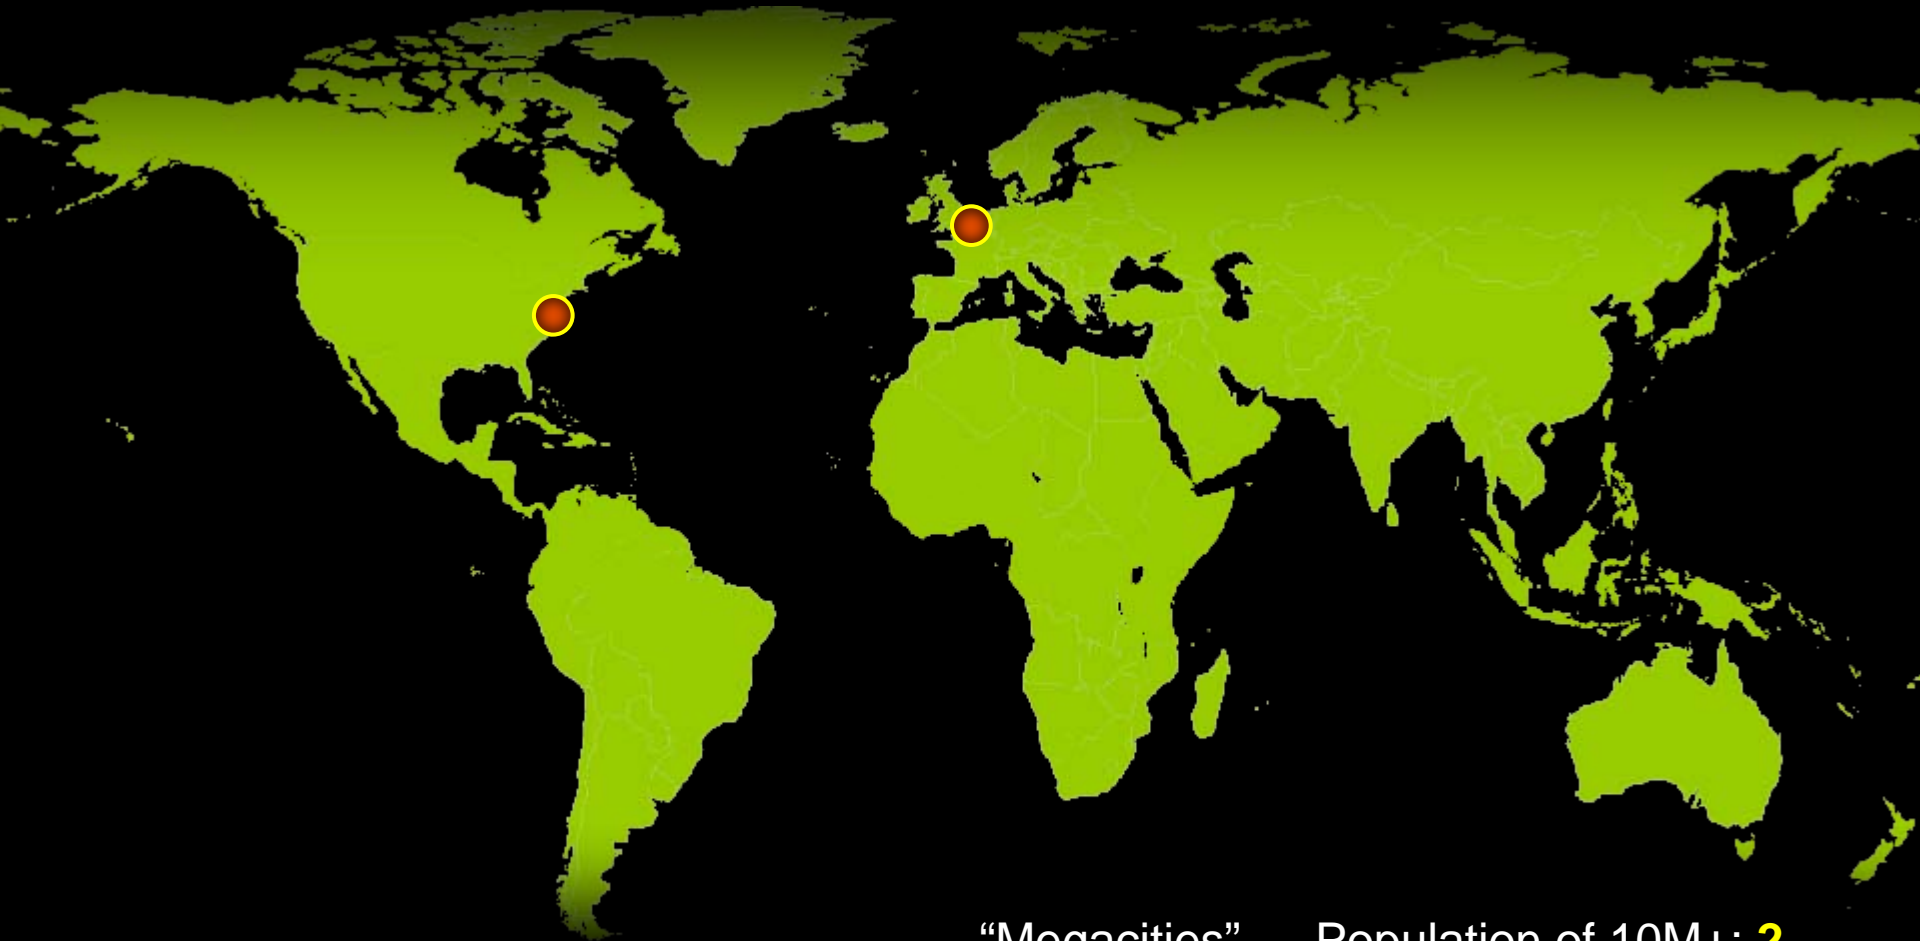 “Megacities” Population of 10M+: 2